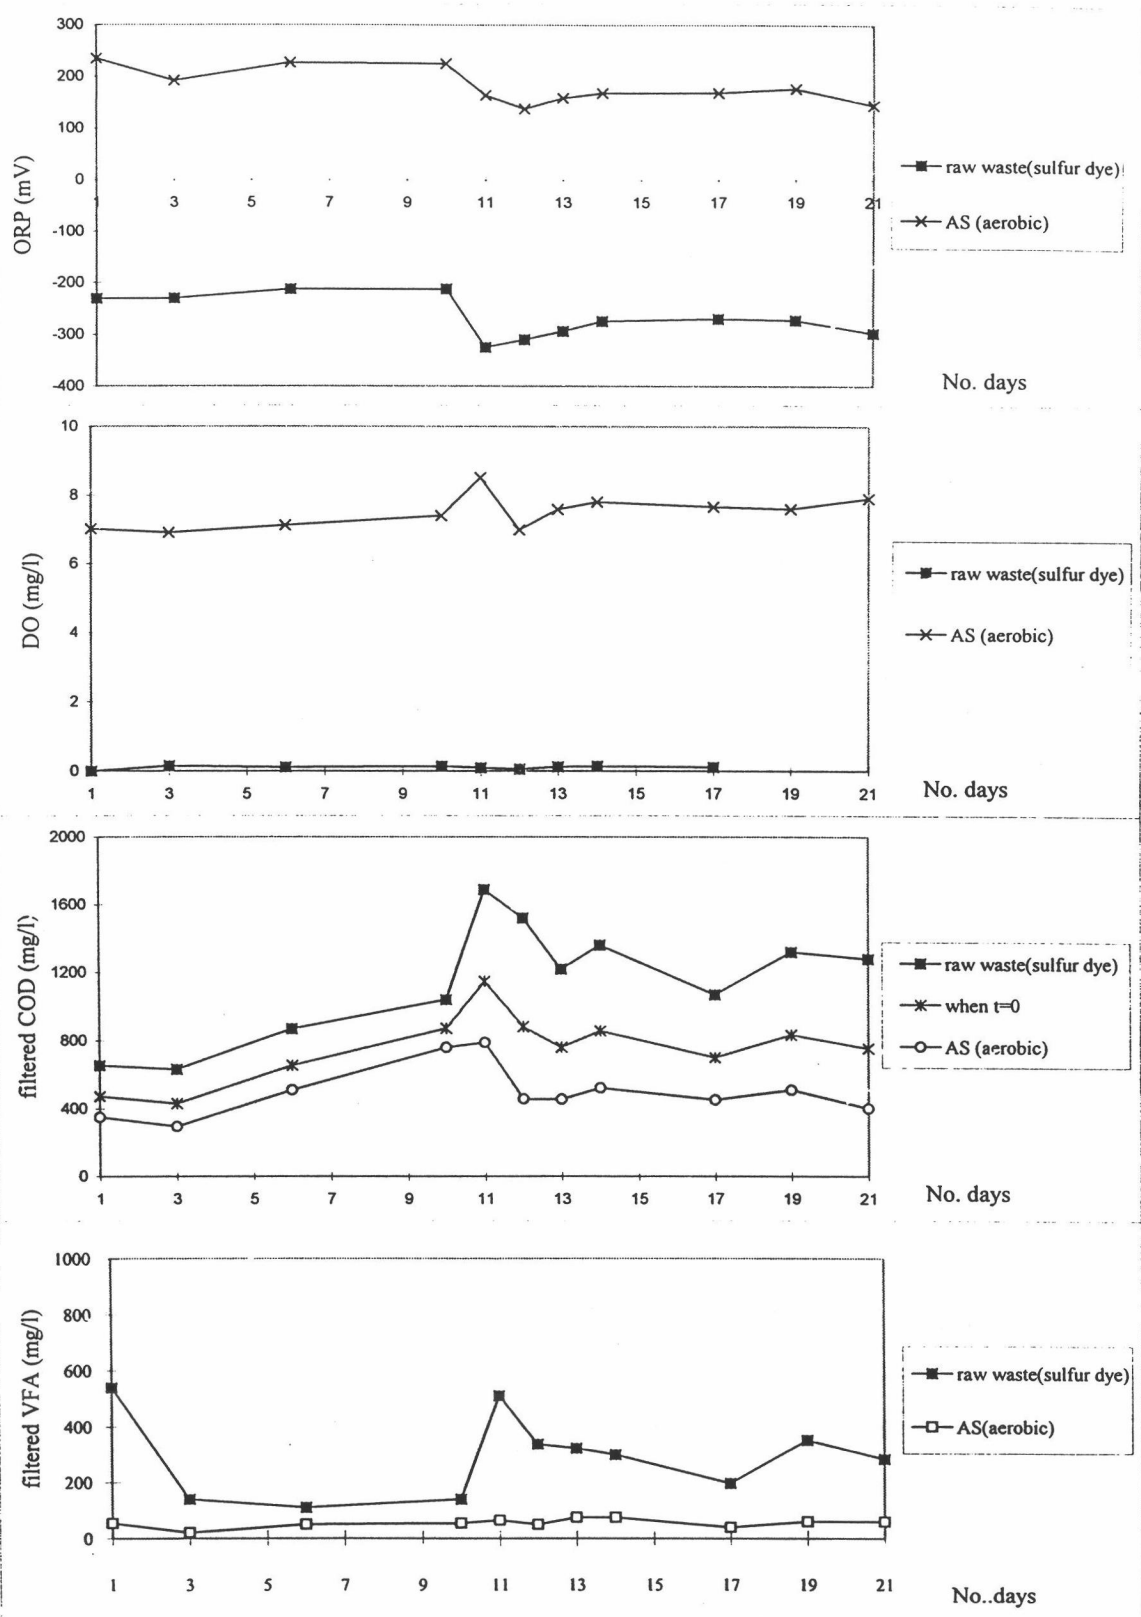 300
200
100
0
-100
-200
-300
-400
ORP (mV)
1 3 5 7 9 11 13 15 17 19 21
raw waste(sulfur dye)
AS (aerobic)
No. days
10
8
6
4
2
0
DO (mg/l)
1 3 5 7 9 11 13 15 17 19 21
raw waste(sulfur dye)
AS (aerobic)
No. days
2000
1600
1200
800
400
0
filtered COD (mg/l)
1 3 5 7 9 11 13 15 17 19 21
raw waste(sulfur dye)
when t=0
AS (aerobic)
No. days
1000
800
600
400
200
0
filtered VFA (mg/l)
1 3 5 7 9 11 13 15 17 19 21
raw waste(sulfur dye)
AS(aerobic)
No..days